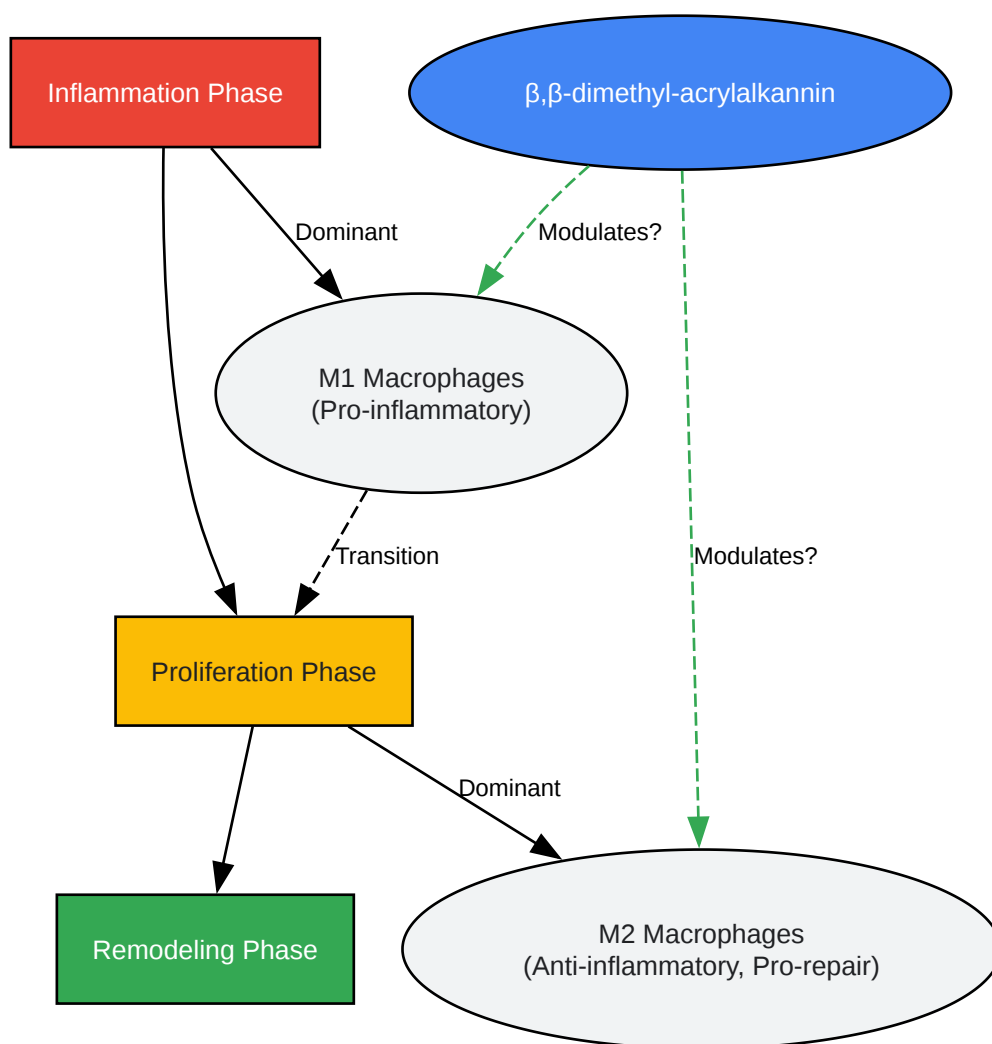 Inflammation Phase
β,β-dimethyl-acrylalkannin
Dominant
Modulates?
M1 Macrophages
(Pro-inflammatory)
Transition
Modulates?
Proliferation Phase
Dominant
Remodeling Phase
M2 Macrophages
(Anti-inflammatory, Pro-repair)